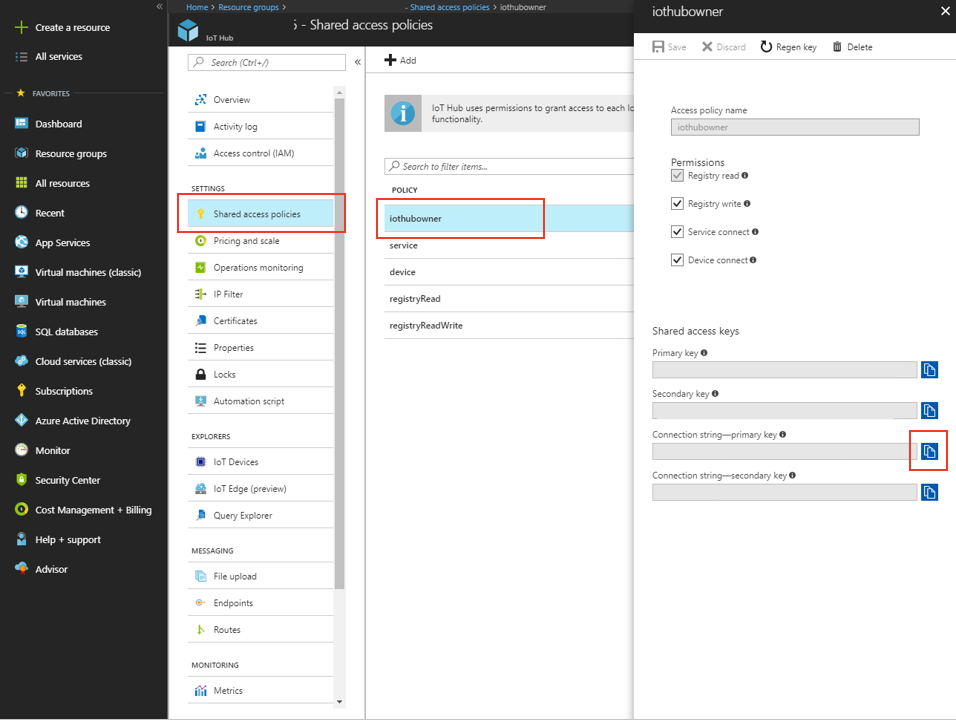 Create a resource
All services
FAVORITES
Dashboard
Resource groups
All resources
Recent
App Services
Virtual machines (classic)
Virtual machines
SQL databases
Cloud services (classic)
Subscriptions
Azure Active Directory
Monitor
Security Center
Cost Management + Billing
Help + support
Advisor
Home > Resource groups > - Shared access policies > iothubowner
- Shared access policies
IoT Hub
Search (Ctrl+/)
Overview
Activity log
Access control (IAM)
SETTINGS
Shared access policies
Pricing and scale
Operations monitoring
IP Filter
Certificates
Properties
Locks
Automation script
EXPLORERS
IoT Devices
IoT Edge (preview)
Query Explorer
MESSAGING
File upload
Endpoints
Routes
MONITORING
Metrics
Add
IoT Hub uses permissions to grant access to each Io
functionality.
Search to filter items...
POLICY
iothubowner
service
device
registryRead
registryReadWrite
iothubowner
Save Discard Regen key Delete
Access policy name
iothubowner
Permissions
Registry read
Registry write
Service connect
Device connect
Shared access keys
Primary key
Secondary key
Connection string—primary key
Connection string—secondary key